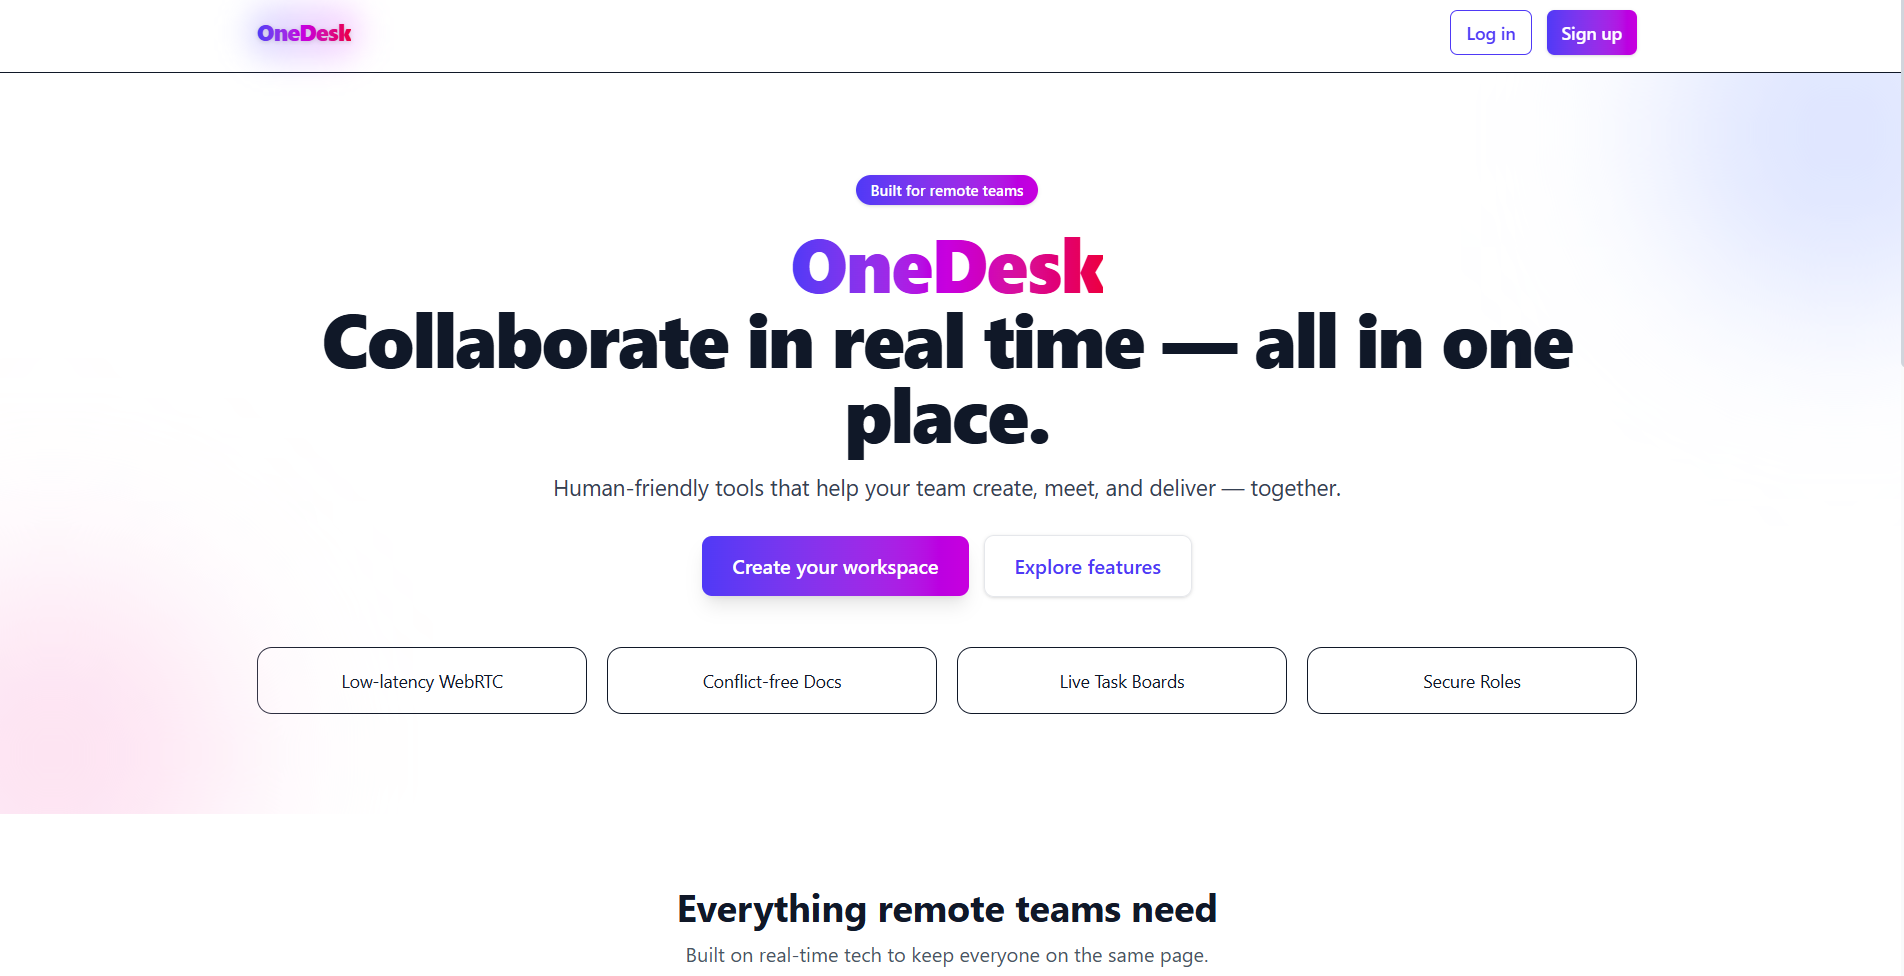 OneDesk
Log in
Sign up
Built for remote teams
OneDesk
Collaborate in real time — all in one
place.
Human-friendly tools that help your team create, meet, and deliver — together.
Create your workspace
Explore features
Low-latency WebRTC
Conflict-free Docs
Live Task Boards
Secure Roles
Everything remote teams need
Built on real-time tech to keep everyone on the same page.